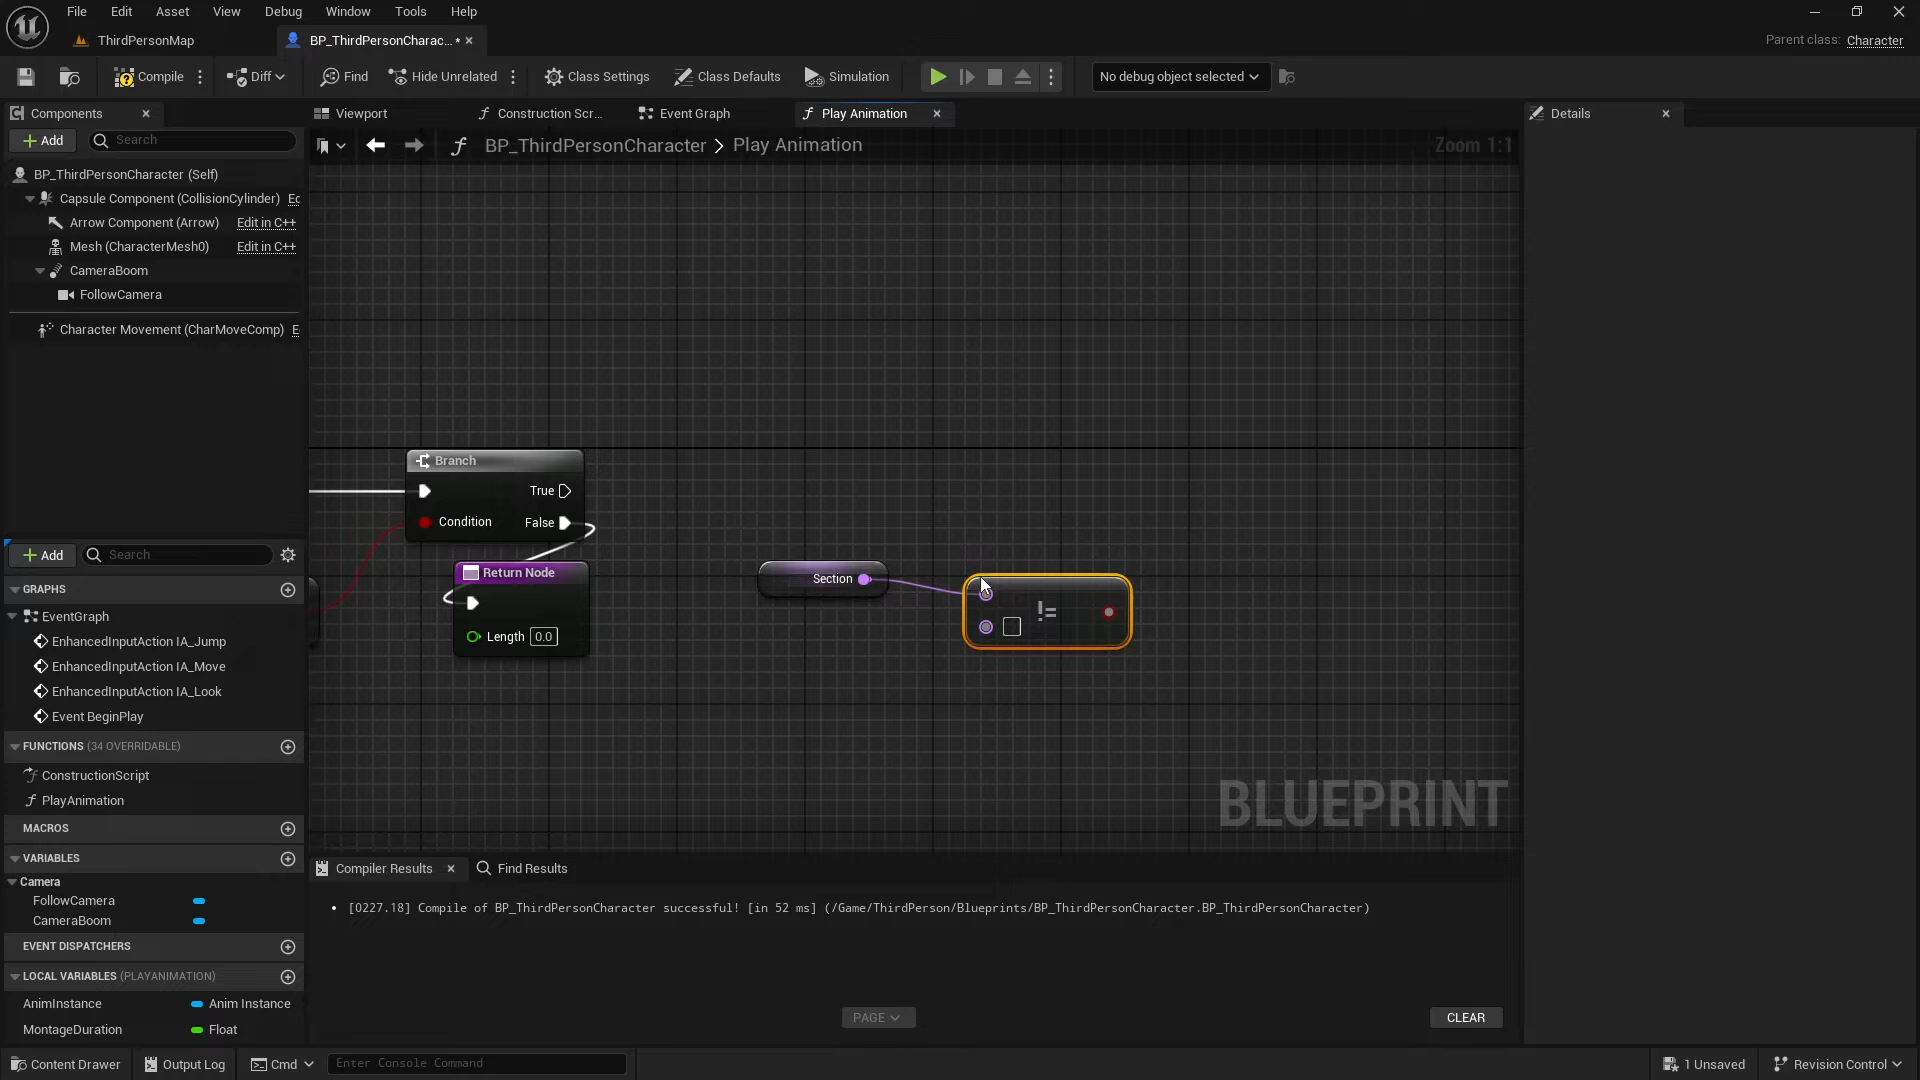 File Edit Asset View Debug Window Tools Help
ThirdPersonMap
BP_ThirdPersonCharac... •
Parent class: Character
Compile
Diff
Find
Hide Unrelated
Class Settings
Class Defaults
Simulation
No debug object selected
Components
Viewport
Construction Scr...
Event Graph
Play Animation
Details
Add
Search
BP_ThirdPersonCharacter > Play Animation
Zoom 1:1
BP_ThirdPersonCharacter (Self)
Capsule Component (CollisionCylinder) Ec
Arrow Component (Arrow) Edit in C++
Mesh (CharacterMesh0) Edit in C++
CameraBoom
FollowCamera
Character Movement (CharMoveComp) E
Branch
True
Condition
False
Return Node
Length 0.0
Section
!=
BLUEPRINT
Add
Search
GRAPHS
EventGraph
EnhancedInputAction IA_Jump
EnhancedInputAction IA_Move
EnhancedInputAction IA_Look
Event BeginPlay
FUNCTIONS (34 OVERRIDABLE)
ConstructionScript
PlayAnimation
MACROS
VARIABLES
Camera
FollowCamera
CameraBoom
EVENT DISPATCHERS
LOCAL VARIABLES (PLAYANIMATION)
AnimInstance Anim Instance
MontageDuration Float
Compiler Results
Find Results
• [0227.18] Compile of BP_ThirdPersonCharacter successful! [in 52 ms] (/Game/ThirdPerson/Blueprints/BP_ThirdPersonCharacter.BP_ThirdPersonCharacter)
PAGE
CLEAR
Content Drawer
Output Log
Cmd
Enter Console Command
1 Unsaved
Revision Control